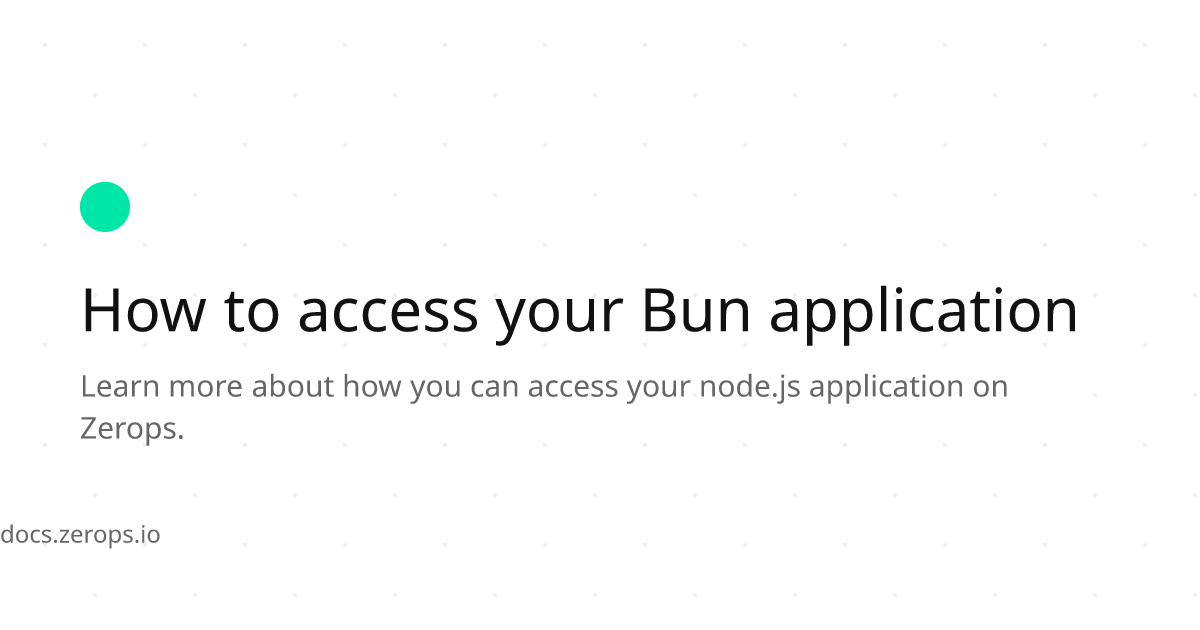 How to access your Bun application
Learn more about how you can access your node.js application on
Zerops.
docs.zerops.io